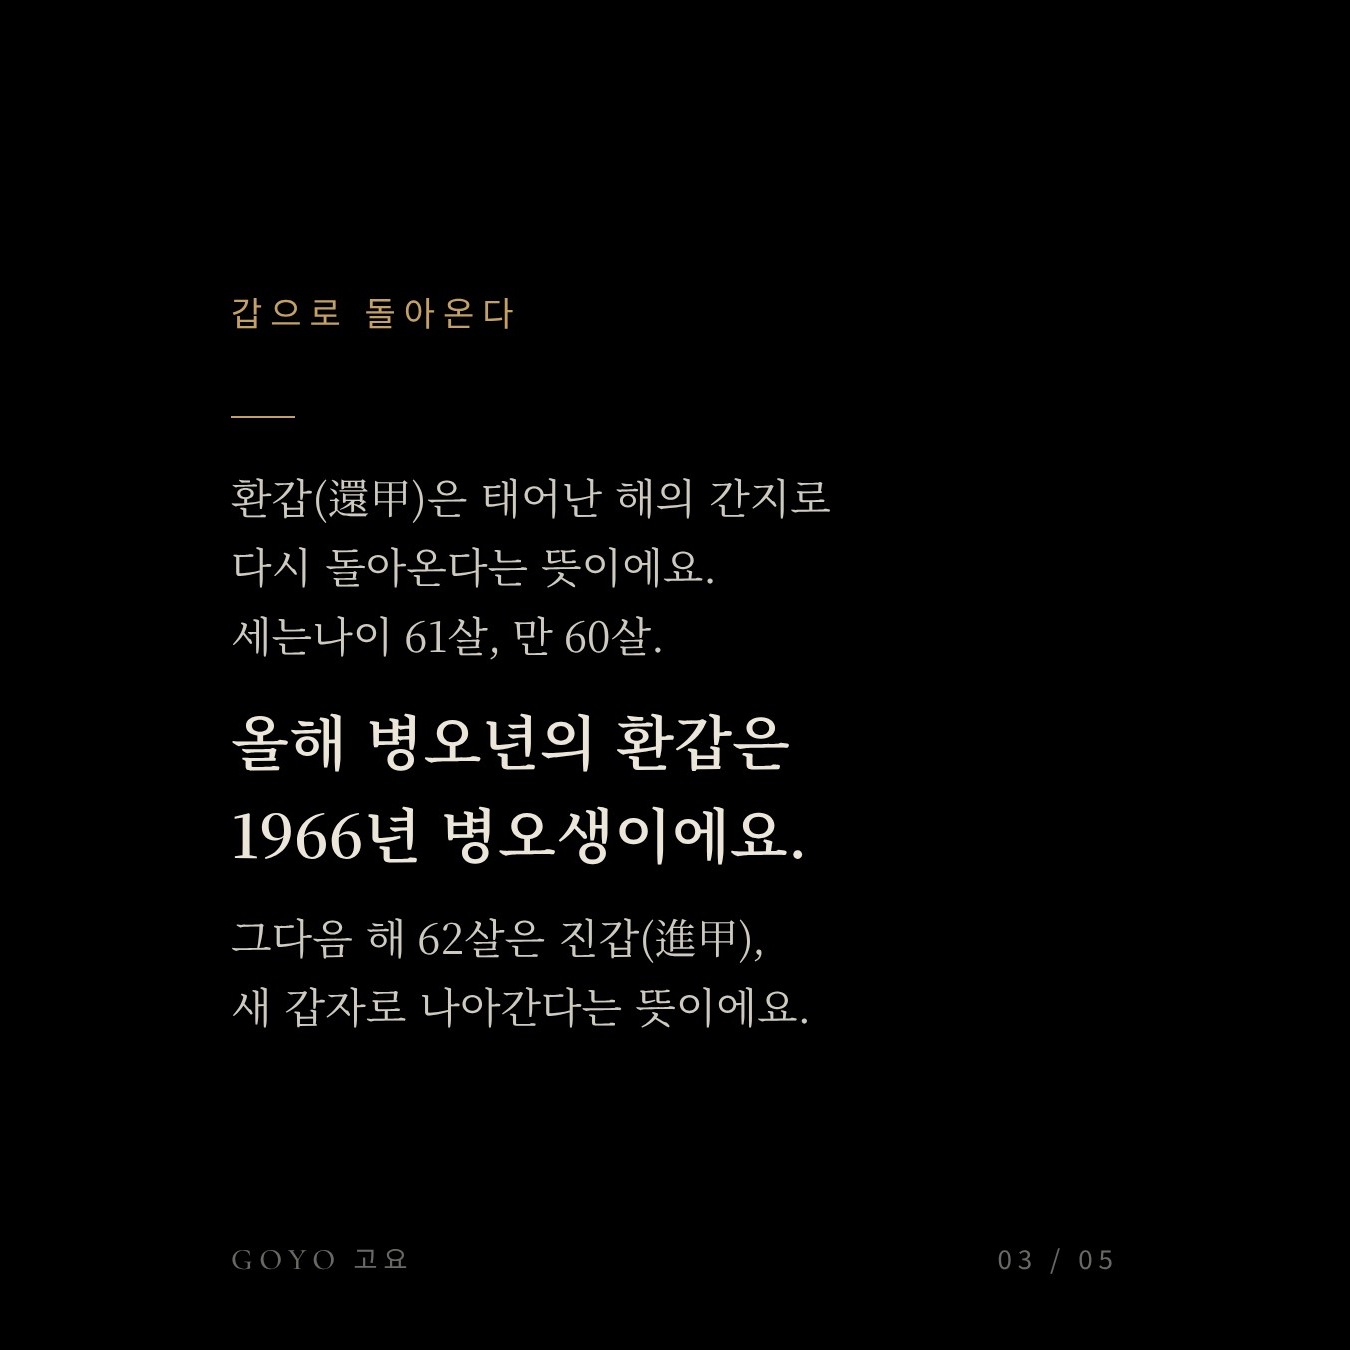 갑으로 돌아온다
환갑(還甲)은 태어난 해의 간지로
다시 돌아온다는 뜻이에요.
세는나이 61살, 만 60살.
올해 병오년의 환갑은
1966년 병오생이에요.
그다음 해 62살은 진갑(進甲),
새 갑자로 나아간다는 뜻이에요.
GOYO 고요
03 / 05